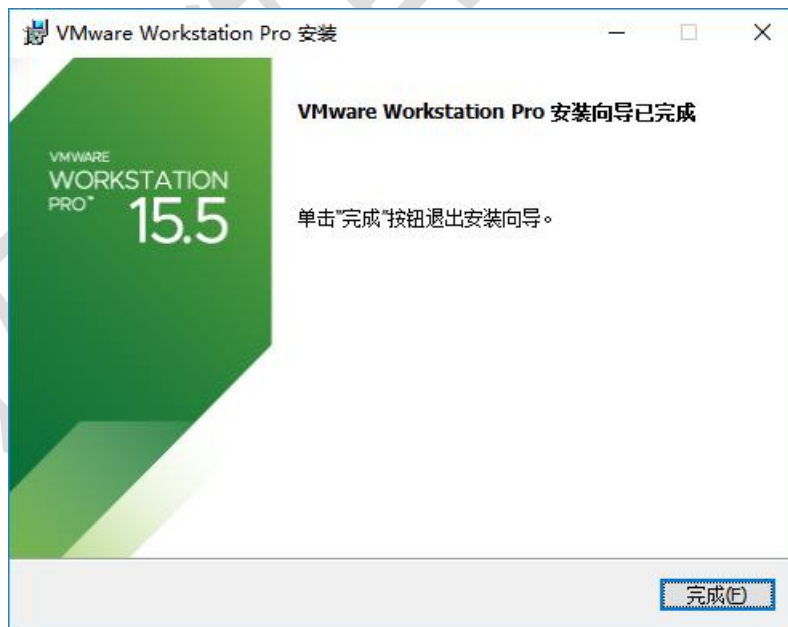 VMware Workstation Pro 安装
VMware Workstation Pro 安装向导已完成
VMWARE
WORKSTATION
PRO™ 15.5
单击"完成"按钮退出安装向导。
完成(F)